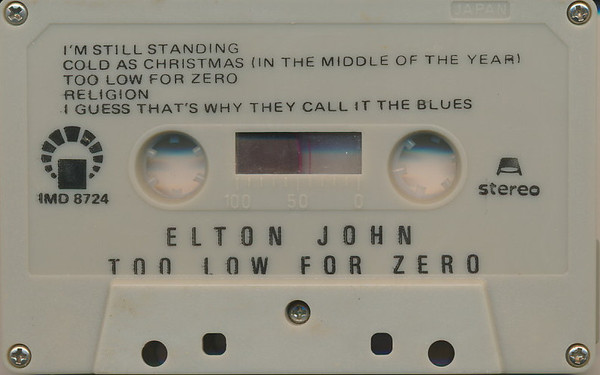 JAPAN
I'M STILL STANDING
COLD AS CHRISTMAS (IN THE MIDDLE OF THE YEAR)
TOO LOW FOR ZERO
RELIGION
I GUESS THAT'S WHY THEY CALL IT THE BLUES
IMD 8724
100 50 0
stereo
ELTON JOHN
TOO LOW FOR ZERO